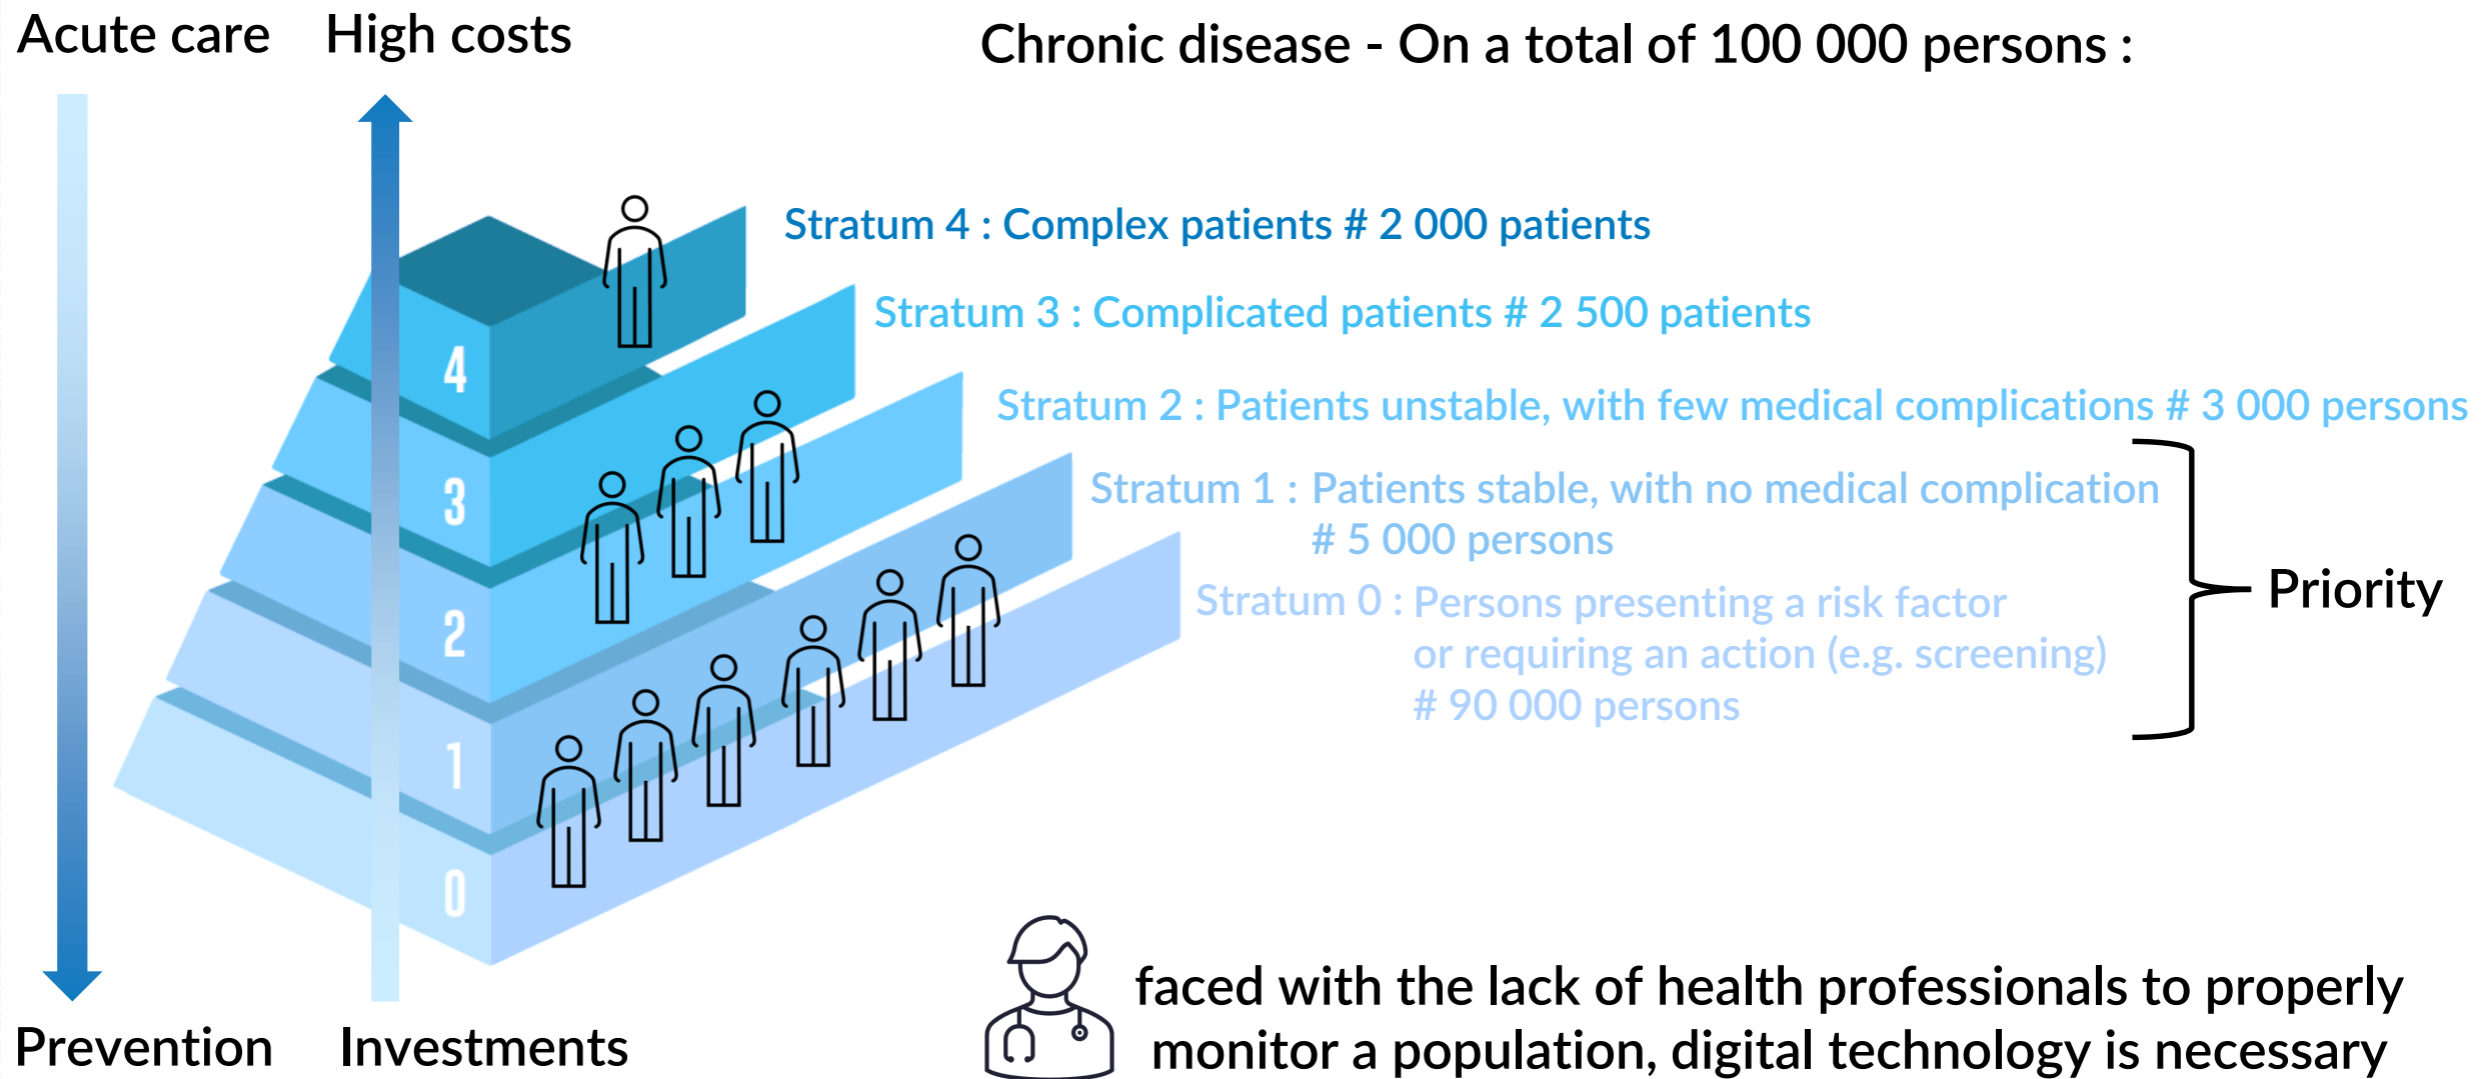 Acute care
High costs
Chronic disease - On a total of 100 000 persons :
Stratum 4 : Complex patients # 2 000 patients
Stratum 3 : Complicated patients # 2 500 patients
Stratum 2 : Patients unstable, with few medical complications # 3 000 persons
Stratum 1 : Patients stable, with no medical complication
# 5 000 persons
Stratum 0 : Persons presenting a risk factor
or requiring an action (e.g. screening)
# 90 000 persons
Priority
4
3
2
1
0
faced with the lack of health professionals to properly
monitor a population, digital technology is necessary
Prevention
Investments